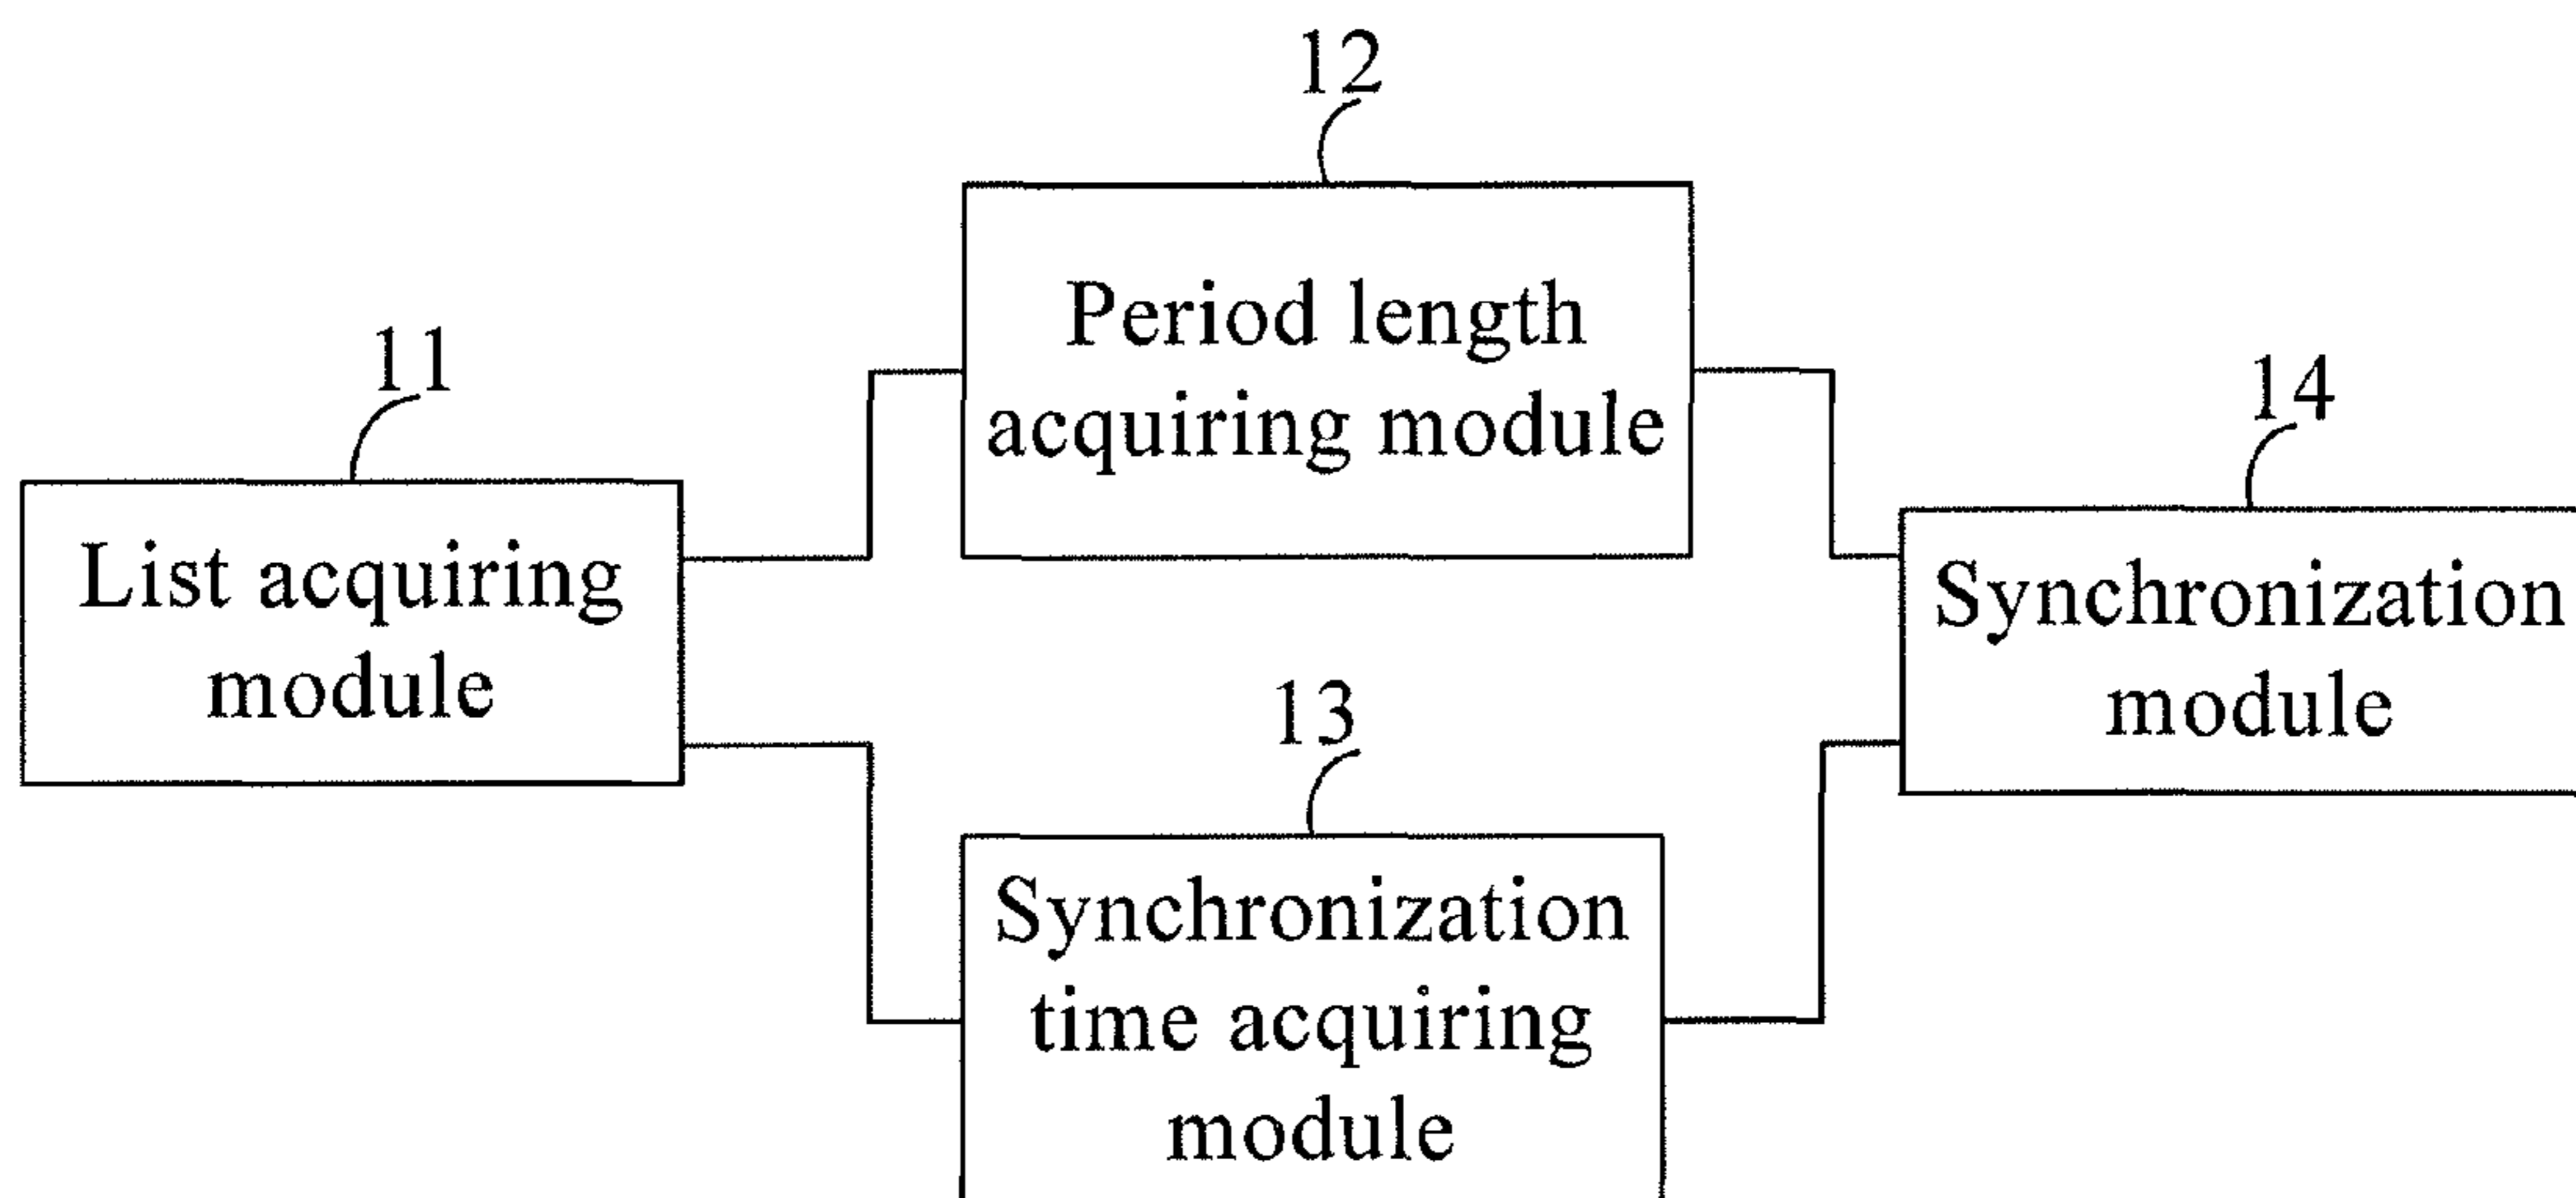 12
Period length
acquiring module
11
List acquiring
module
14
Synchronization
module
13
Synchronization
time acquiring
module